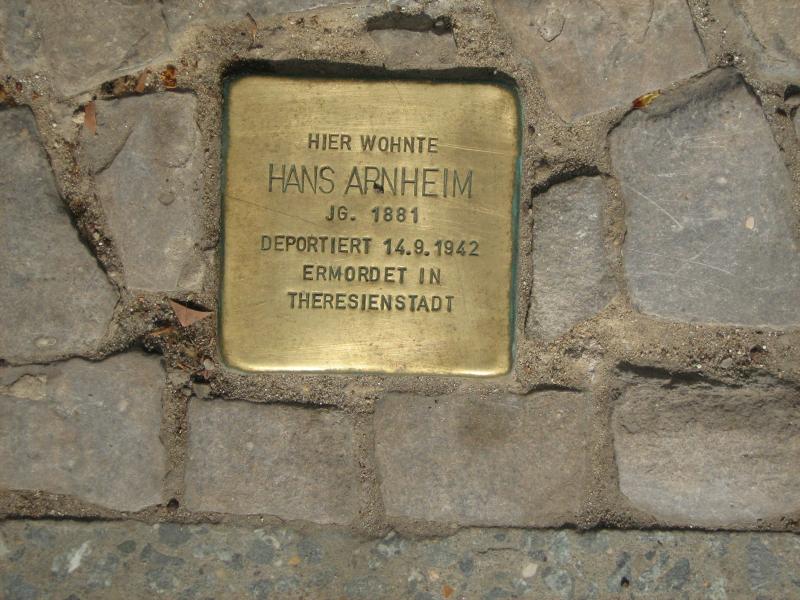 HIER WOHNTE
HANS ARNHEIM
JG. 1881
DEPORTIERT 14.9.1942
ERMORDET IN
THERESIENSTADT